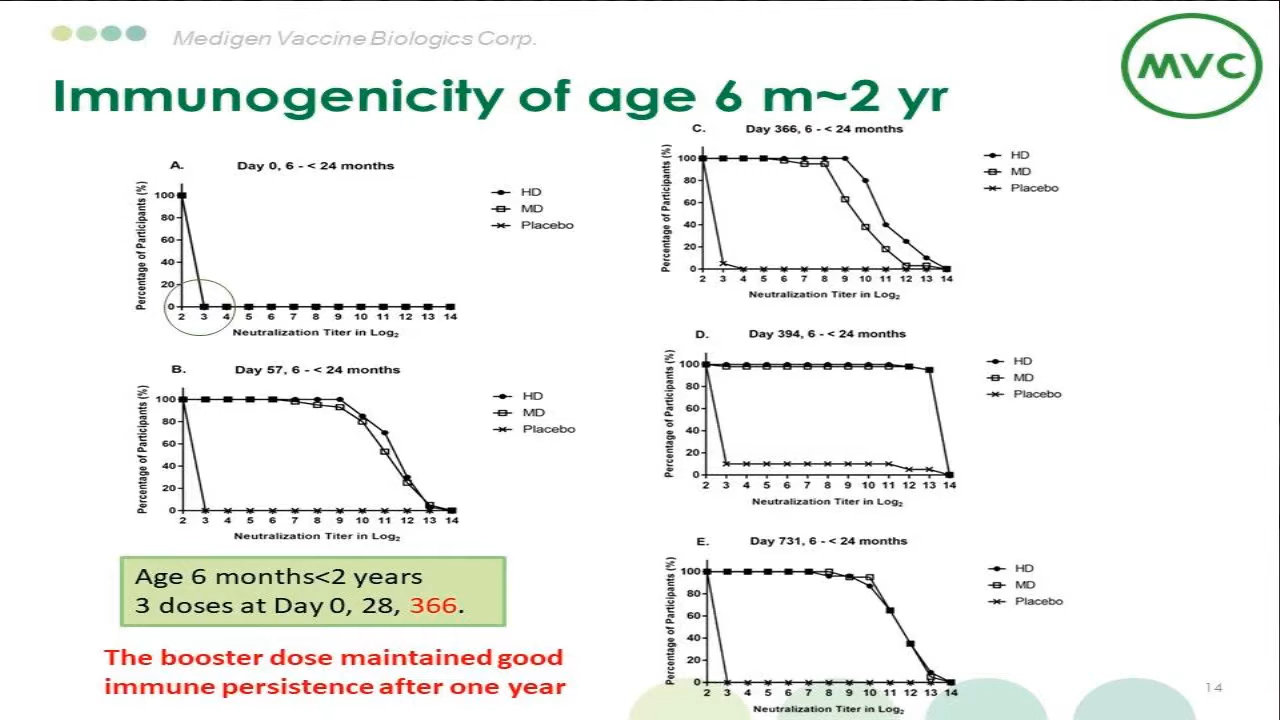 Medigen Vaccine Biologics Corp.
MVC
Immunogenicity of age 6 m~2 yr
A. Day 0, 6 - < 24 months
Percentage of Participants (%)
100
80
60
40
20
0
2 3 4 5 6 7 8 9 10 11 12 13 14
Neutralization Titer in Log2
HD
MD
Placebo
B. Day 57, 6 - < 24 months
Percentage of Participants (%)
100
80
60
40
20
0
2 3 4 5 6 7 8 9 10 11 12 13 14
Neutralization Titer in Log2
HD
MD
Placebo
Age 6 months<2 years
3 doses at Day 0, 28, 366.
The booster dose maintained good
immune persistence after one year
C. Day 366, 6 - < 24 months
Percentage of Participants (%)
100
80
60
40
20
0
2 3 4 5 6 7 8 9 10 11 12 13 14
Neutralization Titer in Log2
HD
MD
Placebo
D. Day 394, 6 - < 24 months
Percentage of Participants (%)
100
80
60
40
20
0
2 3 4 5 6 7 8 9 10 11 12 13 14
Neutralization Titer in Log2
HD
MD
Placebo
E. Day 731, 6 - < 24 months
Percentage of Participants (%)
100
80
60
40
20
0
2 3 4 5 6 7 8 9 10 11 12 13 14
Neutralization Titer in Log2
HD
MD
Placebo
14